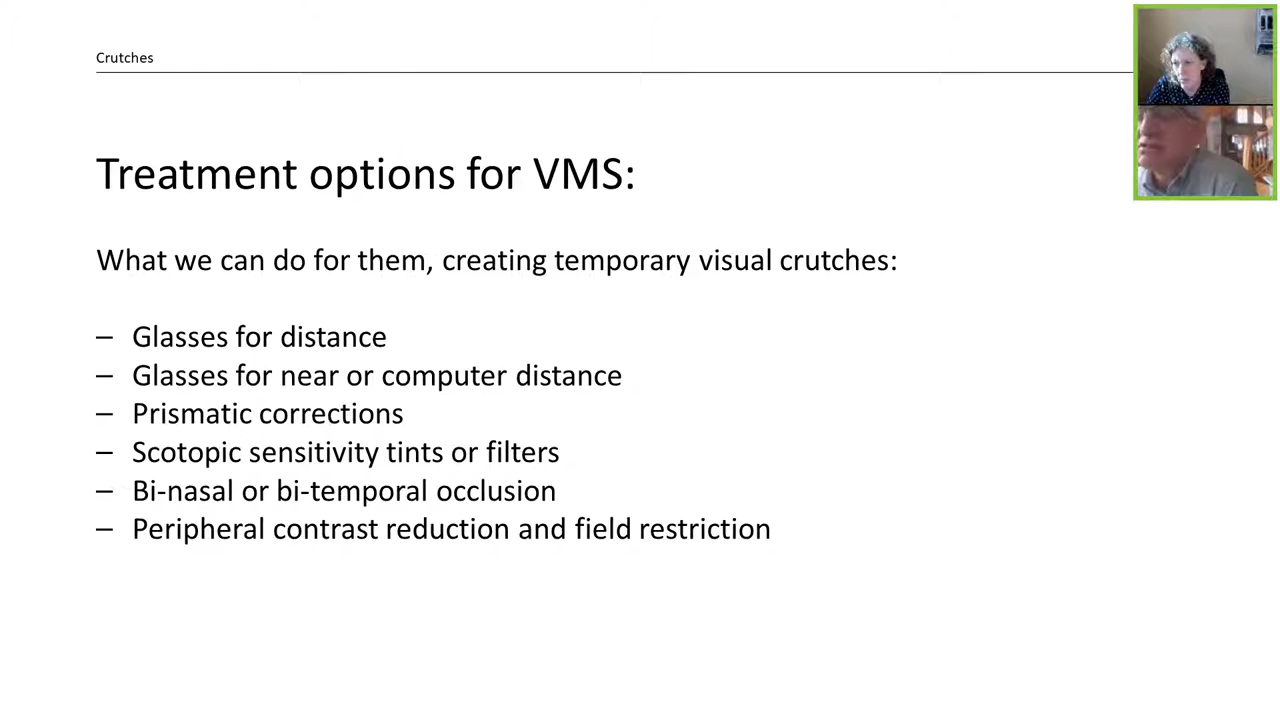 Crutches
Treatment options for VMS:
What we can do for them, creating temporary visual crutches:
– Glasses for distance
– Glasses for near or computer distance
– Prismatic corrections
– Scotopic sensitivity tints or filters
– Bi-nasal or bi-temporal occlusion
– Peripheral contrast reduction and field restriction